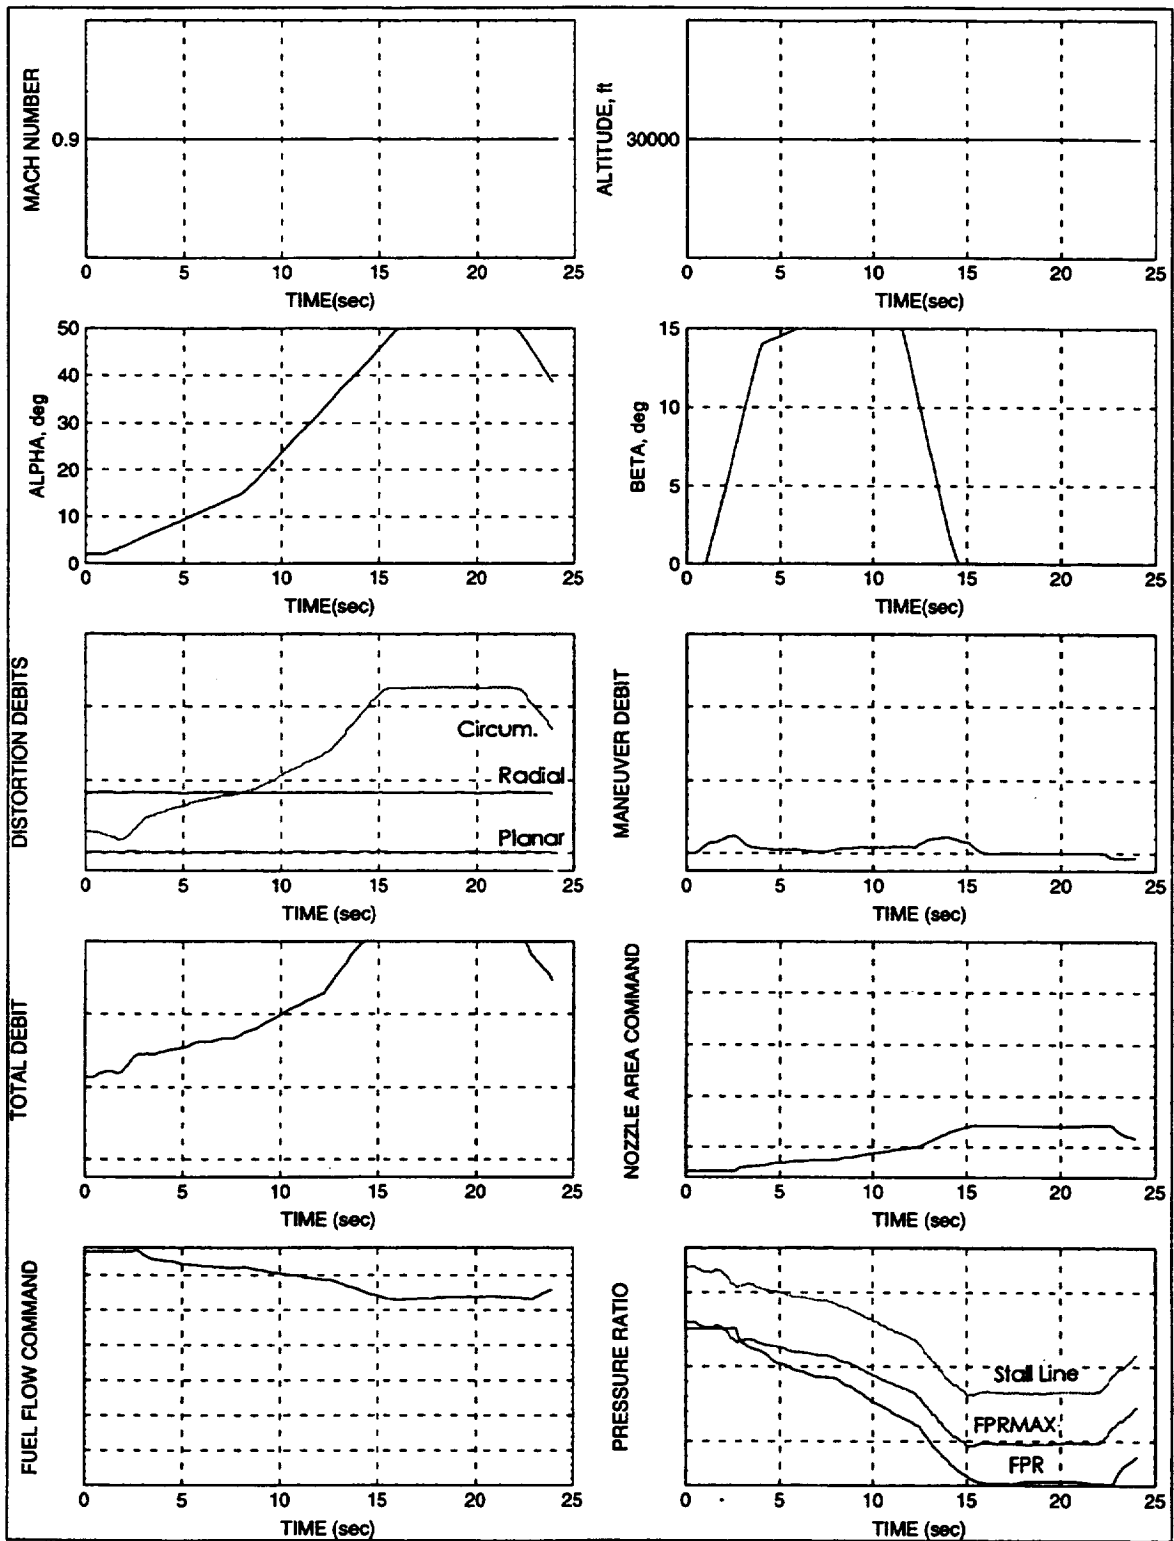 MACH NUMBER
0.9
0 5 10 15 20 25
TIME(sec)
ALTITUDE, ft
30000
0 5 10 15 20 25
TIME(sec)
ALPHA, deg
50
40
30
20
10
0
0 5 10 15 20 25
TIME(sec)
BETA, deg
15
10
5
0
0 5 10 15 20 25
TIME(sec)
DISTORTION DEBITS
Circum.
Radial
Planar
0 5 10 15 20 25
TIME (sec)
MANEUVER DEBIT
0 5 10 15 20 25
TIME (sec)
TOTAL DEBIT
0 5 10 15 20 25
TIME (sec)
NOZZLE AREA COMMAND
0 5 10 15 20 25
TIME (sec)
FUEL FLOW COMMAND
0 5 10 15 20 25
TIME (sec)
PRESSURE RATIO
Stall Line
FPRMAX
FPR
0 5 10 15 20 25
TIME (sec)